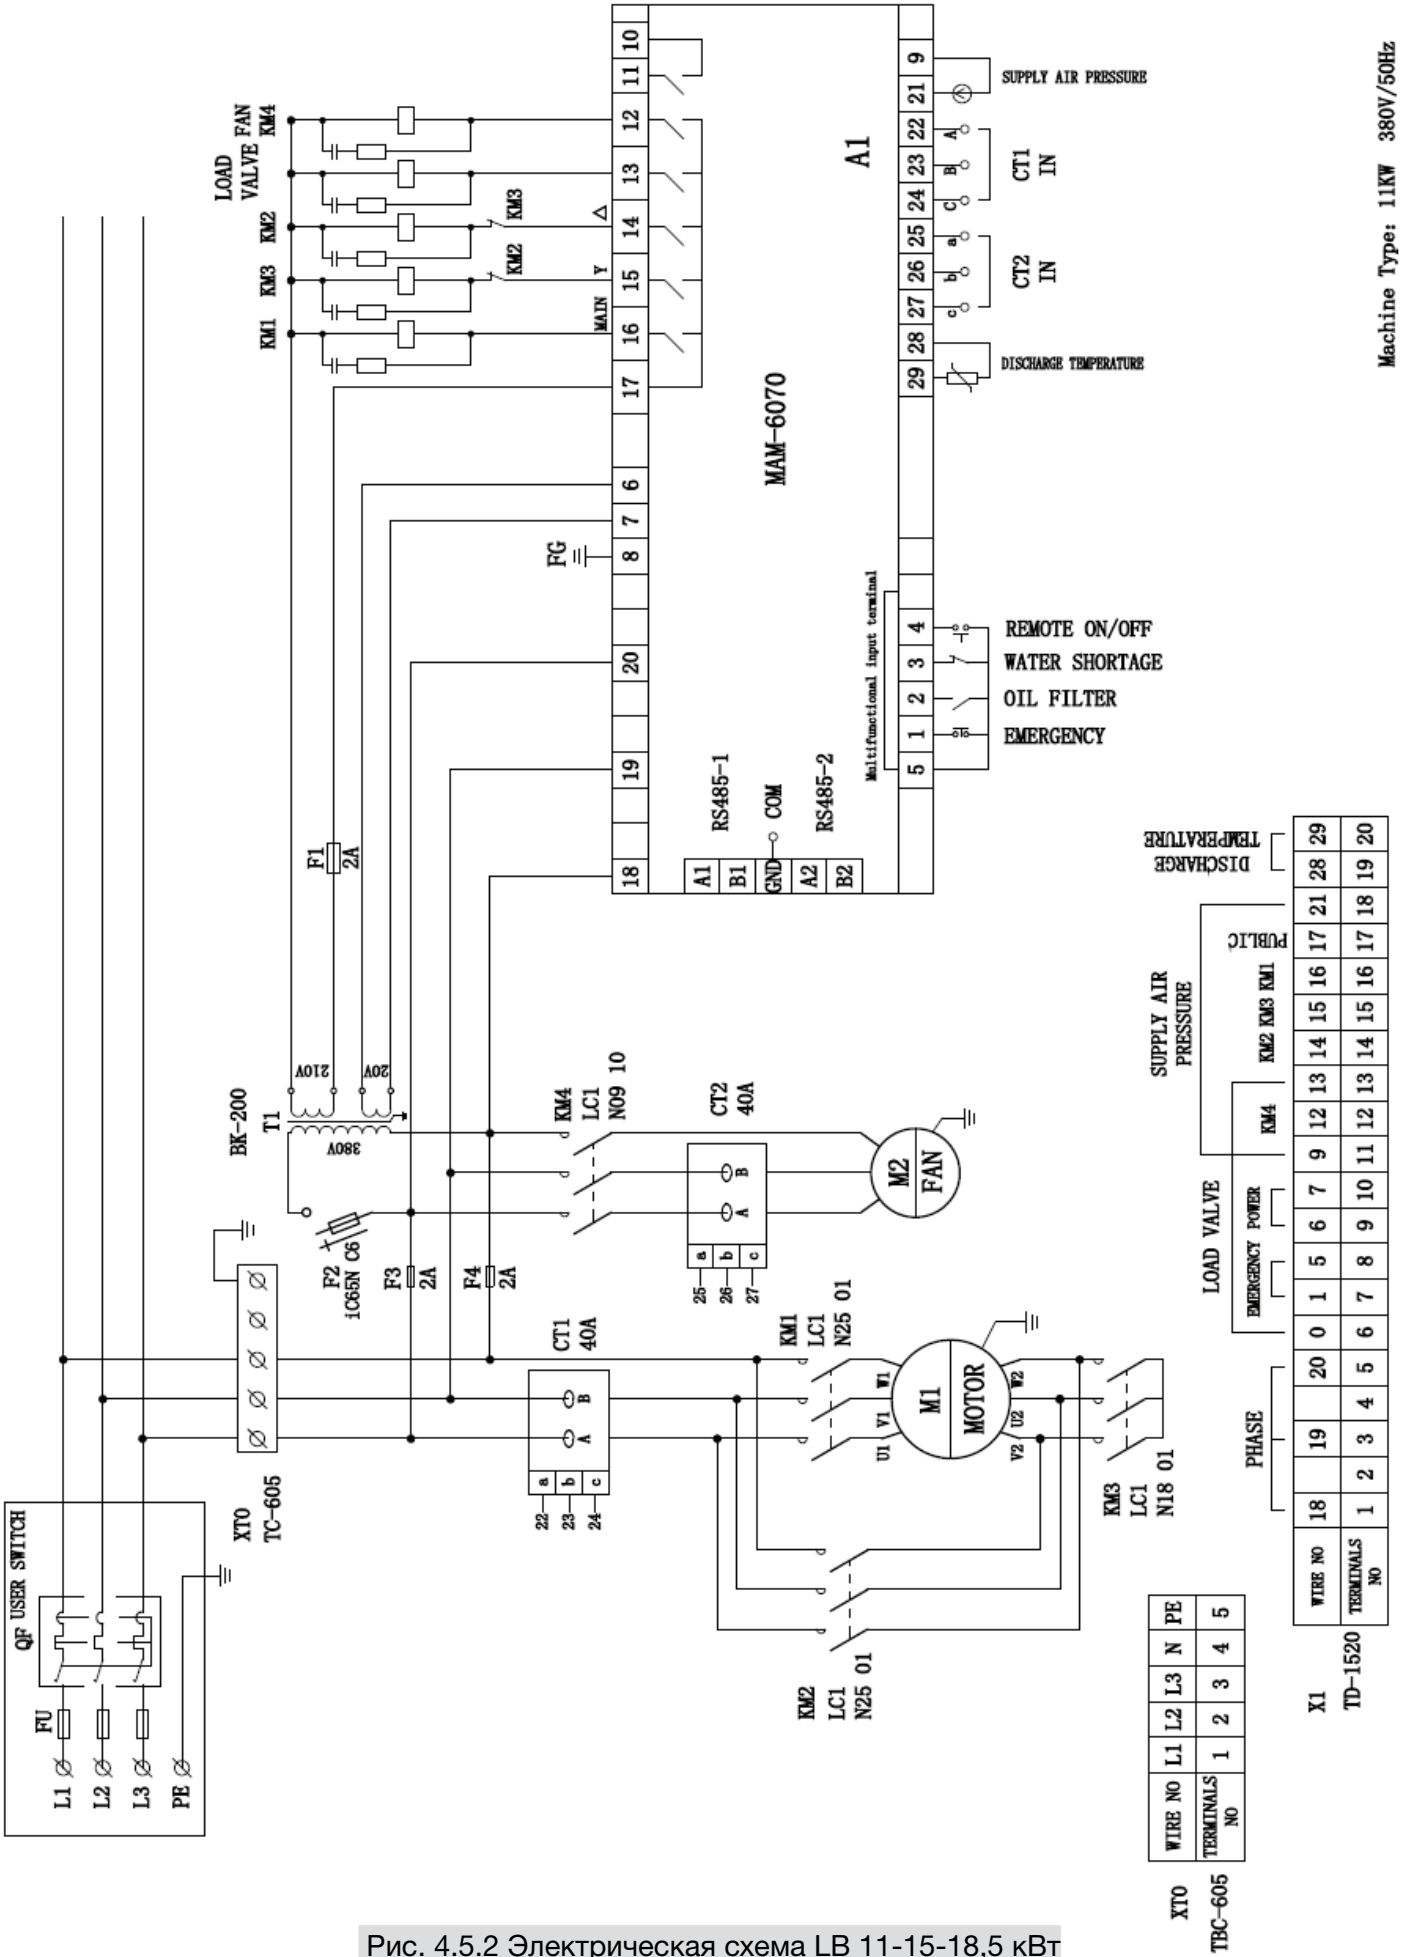 QF USER SWITCH
FU
L1
L2
L3
PE
XT0
TC-605
BK-200
T1
380V
210V
20V
F1
2A
F2
iC65N C6
F3
2A
F4
2A
LOAD
VALVE FAN
KM1 KM3 KM2 KM4
KM2
KM3
MAIN Y △
FG
18 19 20 8 7 6 17 16 15 14 13 12 11 10
MAM-6070
A1
RS485-1
RS485-2
A1
B1
GND
A2
B2
COM
Multifunctional input terminal
5 1 2 3 4 29 28 27 26 25 24 23 22 21 9
EMERGENCY
OIL FILTER
WATER SHORTAGE
REMOTE ON/OFF
DISCHARGE TEMPERATURE
c b a
CT2
IN
C B A
CT1
IN
SUPPLY AIR PRESSURE
CT1
40A
A B
a b c
22 23 24
KM4
LC1
N09 10
CT2
40A
A B
a b c
25 26 27
M2
FAN
KM1
LC1
N25 01
U1 V1 W1
M1
MOTOR
V2 U2 W2
KM2
LC1
N25 01
KM3
LC1
N18 01
XT0
TBC-605
WIRE NO L1 L2 L3 N PE
TERMINALS NO 1 2 3 4 5
X1
TD-1520
PHASE
LOAD VALVE
EMERGENCY POWER
SUPPLY AIR
PRESSURE
KM4
KM2 KM3 KM1
PUBLIC
DISCHARGE
TEMPERATURE
WIRE NO 18 19 20 0 1 5 6 7 9 12 13 14 15 16 17 21 28 29
TERMINALS NO 1 2 3 4 5 6 7 8 9 10 11 12 13 14 15 16 17 18 19 20
Machine Type: 11KW 380V/50Hz
Рис. 4.5.2 Электрическая схема LB 11-15-18,5 кВт